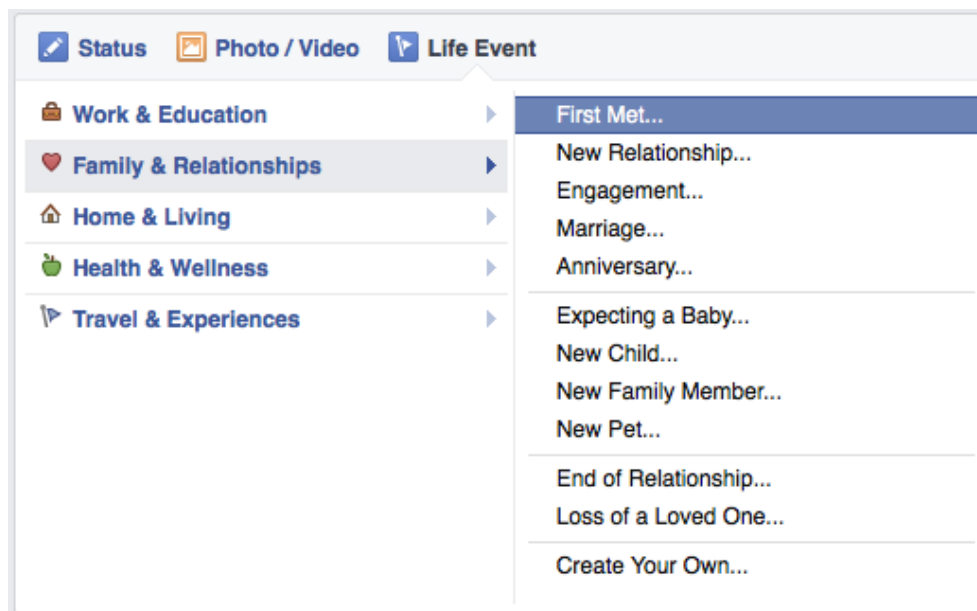 Status Photo / Video Life Event
Work & Education
Family & Relationships
Home & Living
Health & Wellness
Travel & Experiences
First Met...
New Relationship...
Engagement...
Marriage...
Anniversary...
Expecting a Baby...
New Child...
New Family Member...
New Pet...
End of Relationship...
Loss of a Loved One...
Create Your Own...